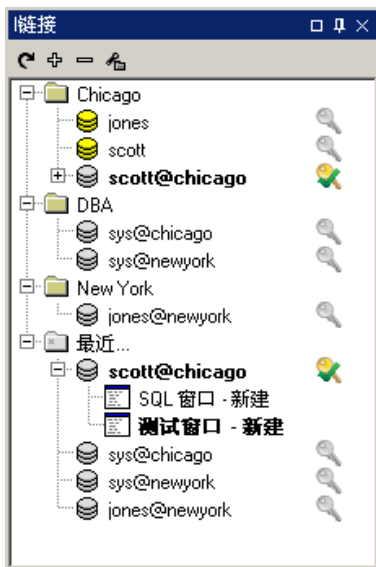 链接
Chicago
jones
scott
scott@chicago
DBA
sys@chicago
sys@newyork
New York
jones@newyork
最近...
scott@chicago
SQL 窗口 - 新建
测试窗口 - 新建
sys@chicago
sys@newyork
jones@newyork